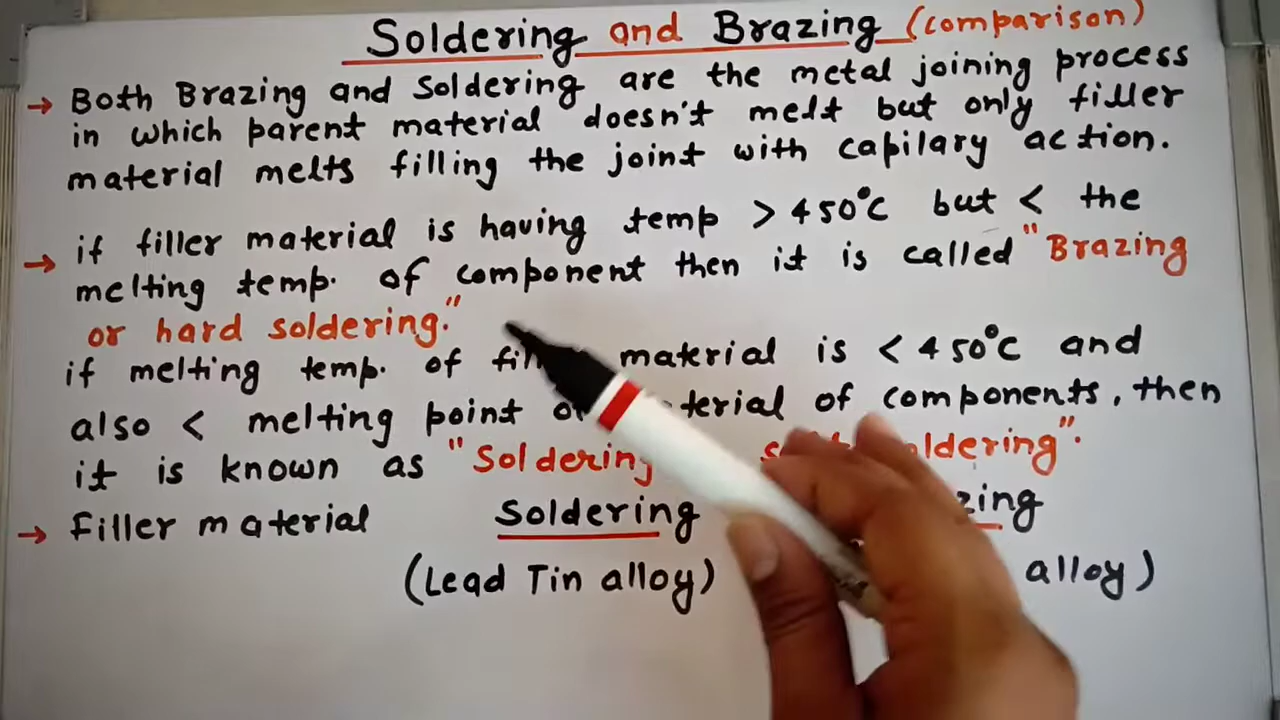 Soldering and Brazing (comparison)
→ Both Brazing and Soldering are the metal joining process
in which parent material doesn't melt but only filler
material melts filling the joint with capilary action.
→ if filler material is having temp > 450°C but < the
melting temp. of component then it is called "Brazing
or hard soldering."
if melting temp. of material is < 450°C and
also < melting point of components, then
it is known as "Soldering
→ Filler material Soldering
(Lead Tin alloy) alloy)